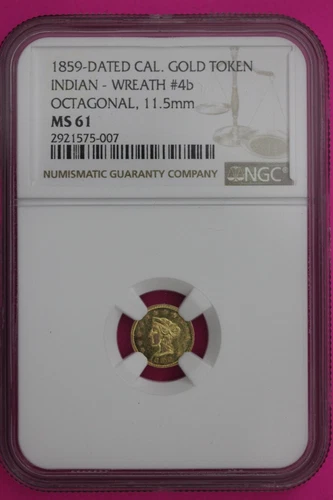 1859-DATED CAL. GOLD TOKEN
INDIAN - WREATH #4b
OCTAGONAL, 11.5mm
MS 61
2921575-007
NUMISMATIC GUARANTY COMPANY
NGC